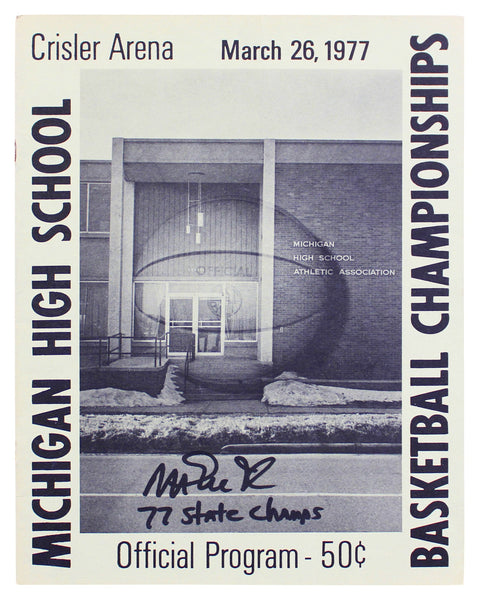 Crisler Arena
March 26, 1977
MICHIGAN HIGH SCHOOL
BASKETBALL CHAMPIONSHIPS
OFFICIAL
MICHIGAN
HIGH SCHOOL
ATHLETIC ASSOCIATION
77 State Champs
Official Program - 50¢